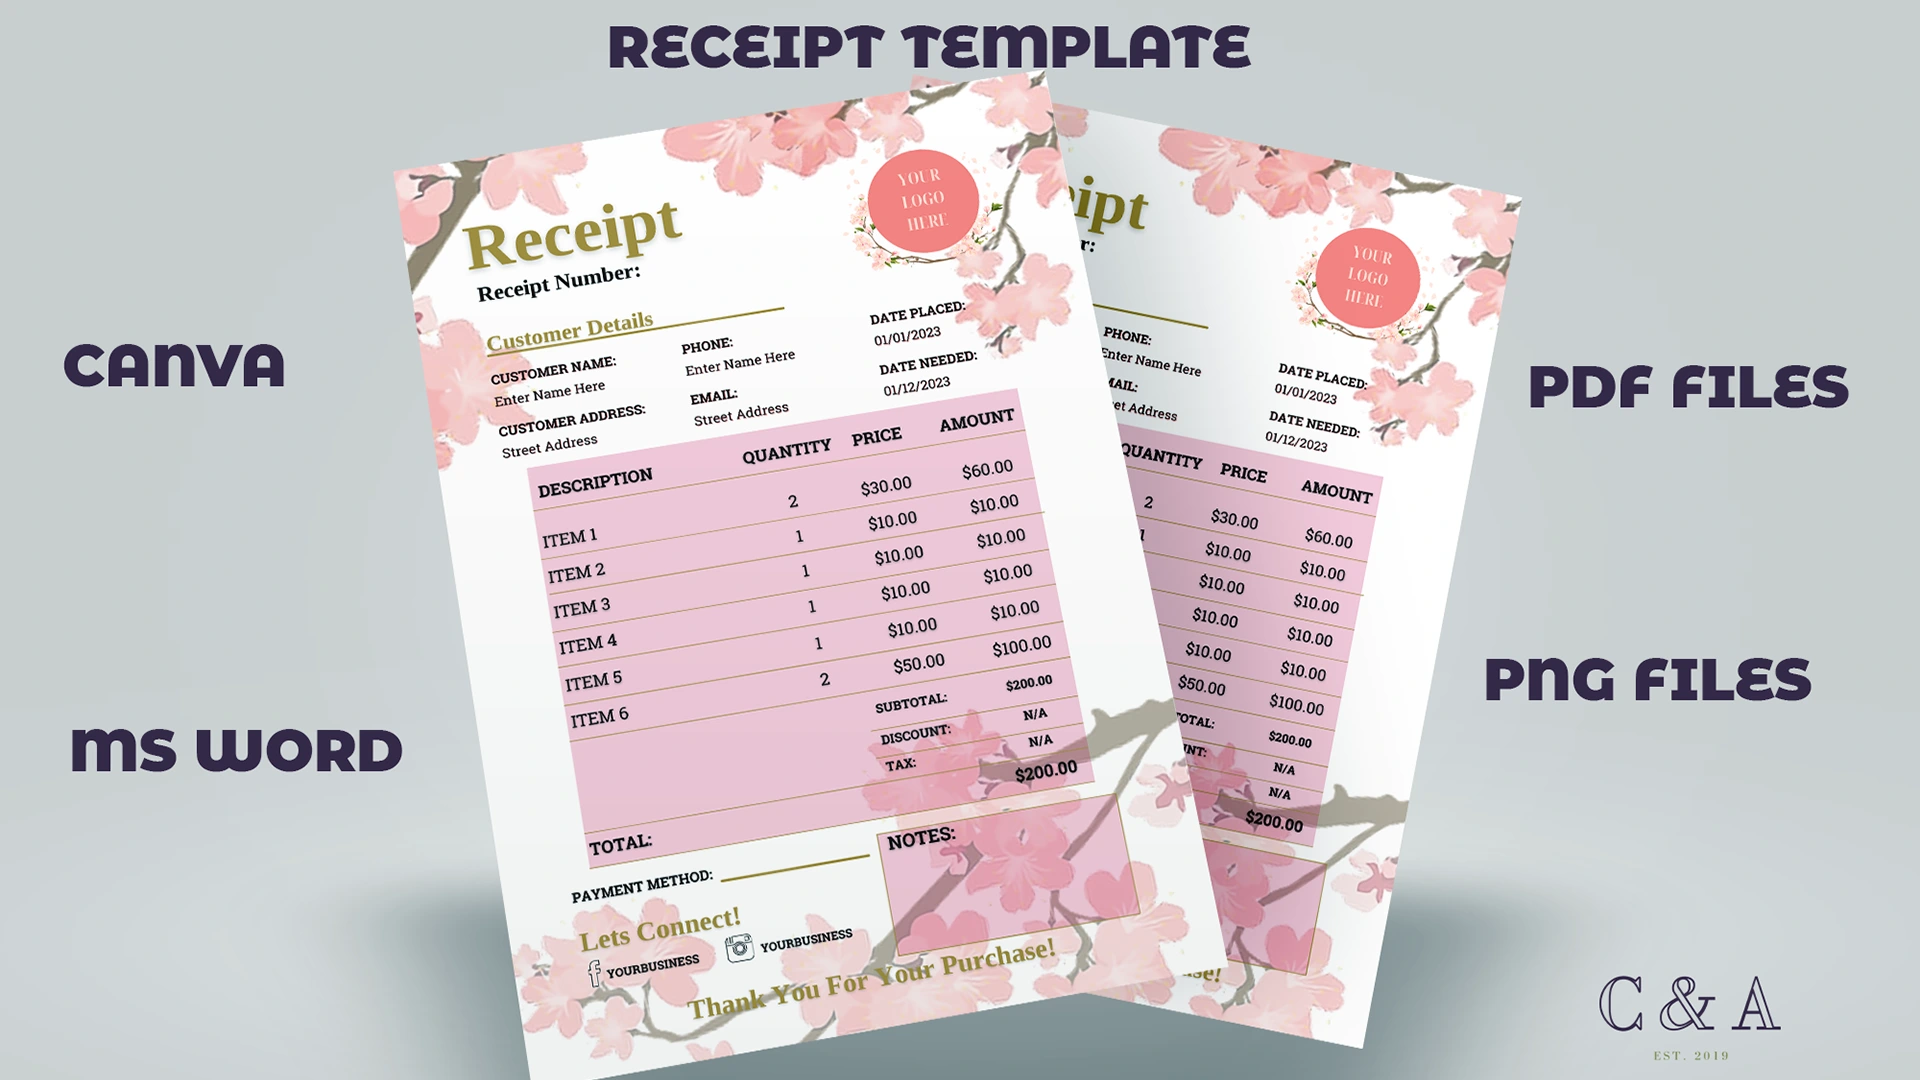 RECEIPT TEMPLATE
CANVA
MS WORD
PDF FILES
PNG FILES
Receipt
Receipt Number:
YOUR
LOGO
HERE
Customer Details
CUSTOMER NAME:
Enter Name Here
CUSTOMER ADDRESS:
Street Address
PHONE:
Enter Name Here
EMAIL:
Street Address
DATE PLACED:
01/01/2023
DATE NEEDED:
01/12/2023
DESCRIPTION QUANTITY PRICE AMOUNT
ITEM 1 2 $30.00 $60.00
ITEM 2 1 $10.00 $10.00
ITEM 3 1 $10.00 $10.00
ITEM 4 1 $10.00 $10.00
ITEM 5 1 $10.00 $10.00
ITEM 6 2 $50.00 $100.00
SUBTOTAL: $200.00
DISCOUNT: N/A
TAX: N/A
TOTAL: $200.00
PAYMENT METHOD:
NOTES:
Lets Connect!
YOURBUSINESS
YOURBUSINESS
Thank You For Your Purchase!
YOUR
LOGO
HERE
PHONE:
Enter Name Here
Address
DATE PLACED:
01/01/2023
DATE NEEDED:
01/12/2023
QUANTITY PRICE AMOUNT
2 $30.00 $60.00
1 $10.00 $10.00
$10.00 $10.00
$10.00 $10.00
$10.00 $10.00
$50.00 $100.00
$200.00
N/A
N/A
$200.00
C & A
EST. 2019